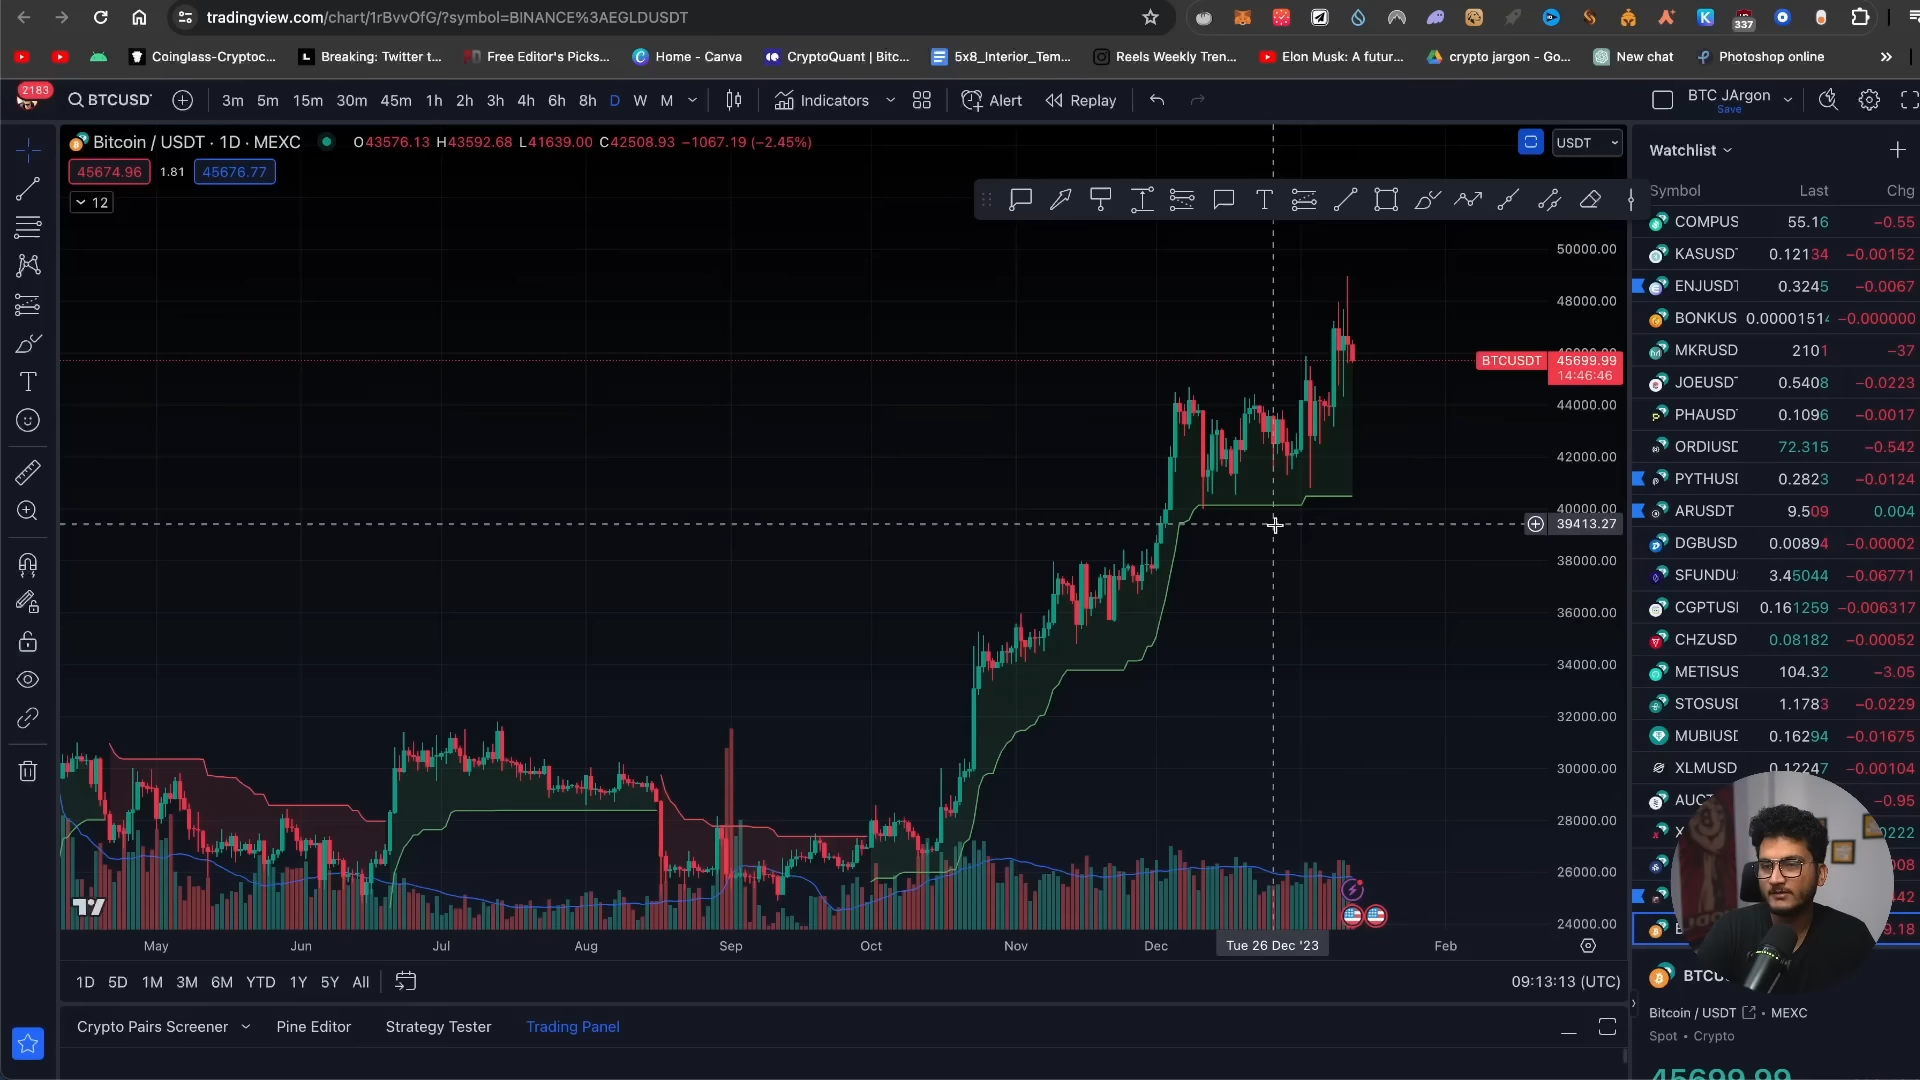 tradingview.com/chart/1rBvvOfG/?symbol=BINANCE%3AEGLDUSDT
337
Coinglass-Cryptoc...
Breaking: Twitter t...
Free Editor's Picks...
Home - Canva
CryptoQuant | Bitc...
5x8_Interior_Tem...
Reels Weekly Tren...
Elon Musk: A futur...
crypto jargon - Go...
New chat
Photoshop online
2183
BTCUSD
3m 5m 15m 30m 45m 1h 2h 3h 4h 6h 8h D W M
Indicators
Alert
Replay
BTC JArgon
Save
Bitcoin / USDT · 1D · MEXC
O43576.13 H43592.68 L41639.00 C42508.93 −1067.19 (−2.45%)
USDT
45674.96 1.81 45676.77
12
50000.00
48000.00
46000.00
BTCUSDT 45699.99
14:46:46
44000.00
42000.00
40000.00
39413.27
38000.00
36000.00
34000.00
32000.00
30000.00
28000.00
26000.00
24000.00
May Jun Jul Aug Sep Oct Nov Dec Tue 26 Dec '23 Feb
1D 5D 1M 3M 6M YTD 1Y 5Y All
09:13:13 (UTC)
Crypto Pairs Screener
Pine Editor
Strategy Tester
Trading Panel
Watchlist
Symbol Last Chg
COMPUS 55.16 −0.55
KASUSD 0.12134 −0.00152
ENJUSDT 0.3245 −0.0067
BONKUS 0.00001514 −0.000000
MKRUSD 2101 −37
JOEUSD 0.5408 −0.0223
PHAUSD 0.1096 −0.0017
ORDIUSD 72.315 −0.542
PYTHUSI 0.2823 −0.0124
ARUSDT 9.509 0.004
DGBUSD 0.00894 −0.00002
SFUNDU 3.45044 −0.06771
CGPTUSI 0.161259 −0.006317
CHZUSD 0.08182 −0.00052
METISUS 104.32 −3.05
STOSUSI 1.1783 −0.0229
MUBIUSI 0.16294 −0.01675
XLMUSD 0.12247 −0.00104
AUCT −0.95
X 0222
008
442
9.18
BTCU
Bitcoin / USDT • MEXC
Spot • Crypto
45699.99